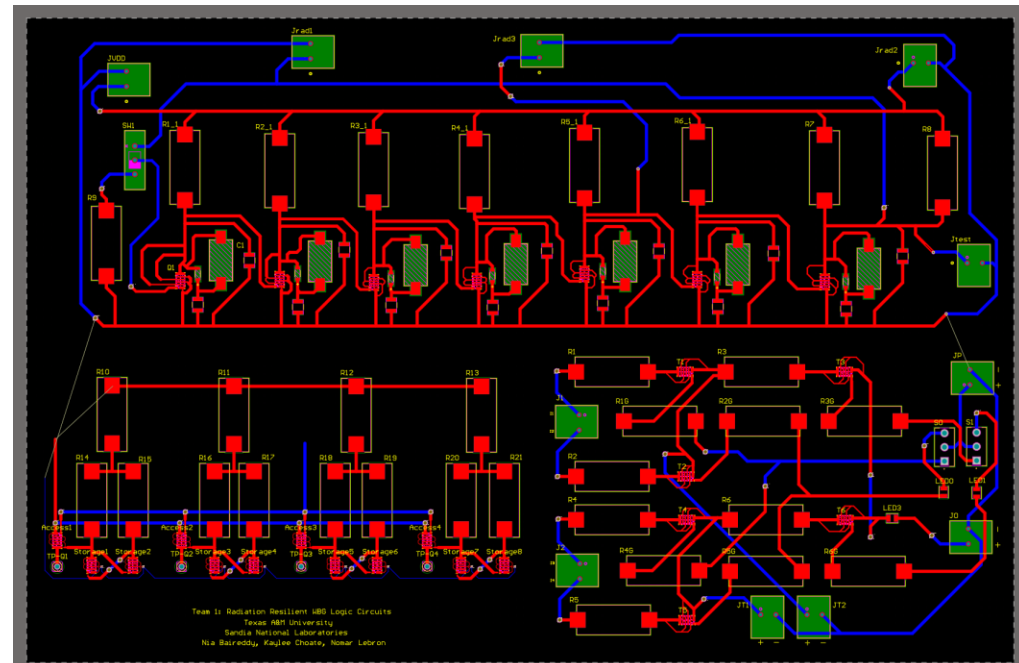 Jrad1
Jrad3
Jrad2
JVDD
SW1
R1_1
R2_1
R3_1
R4_1
R5_1
R6_1
R7
R8
R9
C1
Q1
Jtest
R10
R11
R12
R13
R14
R15
R16
R17
R18
R19
R20
R21
Access1
Access2
Access3
Access4
TP-Q1
Storage1
Storage2
TP-Q2
Storage3
Storage4
TP-Q3
Storage5
Storage6
TP-Q4
Storage7
Storage8
R1
T1
R3
T3
JP
J1
R1G
R2G
R3G
S0
S1
R2
T2
LED0
LED1
R4
T4
R6
T6
LED3
JO
J2
R4G
R5G
R6G
R5
T5
JT1
JT2
+ -
+ -
Team 1: Radiation Resilient WBG Logic Circuits
Texas A&M University
Sandia National Laboratories
Nia Baireddy, Kaylee Choate, Nomar Lebron